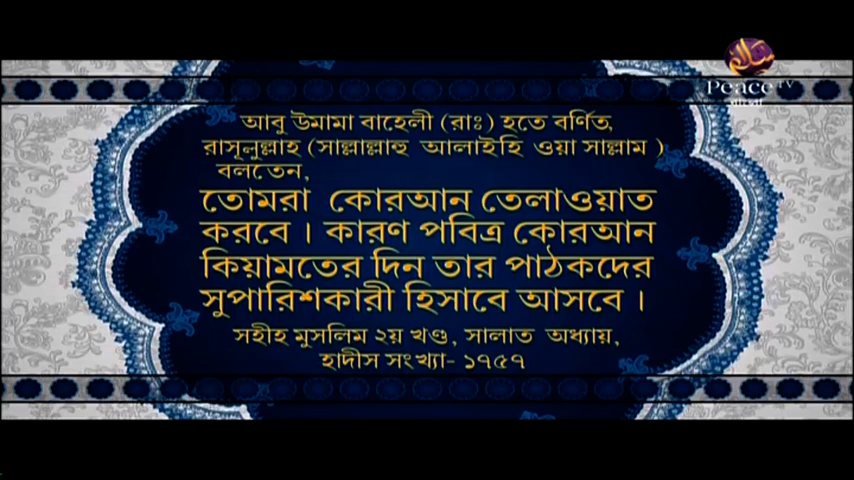 سلام
Peace TV
বাংলা
আবু উমামা বাহেলী (রাঃ) হতে বর্ণিত,
রাসূলুল্লাহ (সাল্লাল্লাহু আলাইহি ওয়া সাল্লাম )
বলতেন,
তোমরা কোরআন তেলাওয়াত
করবে । কারণ পবিত্র কোরআন
কিয়ামতের দিন তার পাঠকদের
সুপারিশকারী হিসাবে আসবে ।
সহীহ মুসলিম ২য় খণ্ড, সালাত অধ্যায়,
হাদীস সংখ্যা- ১৭৫৭